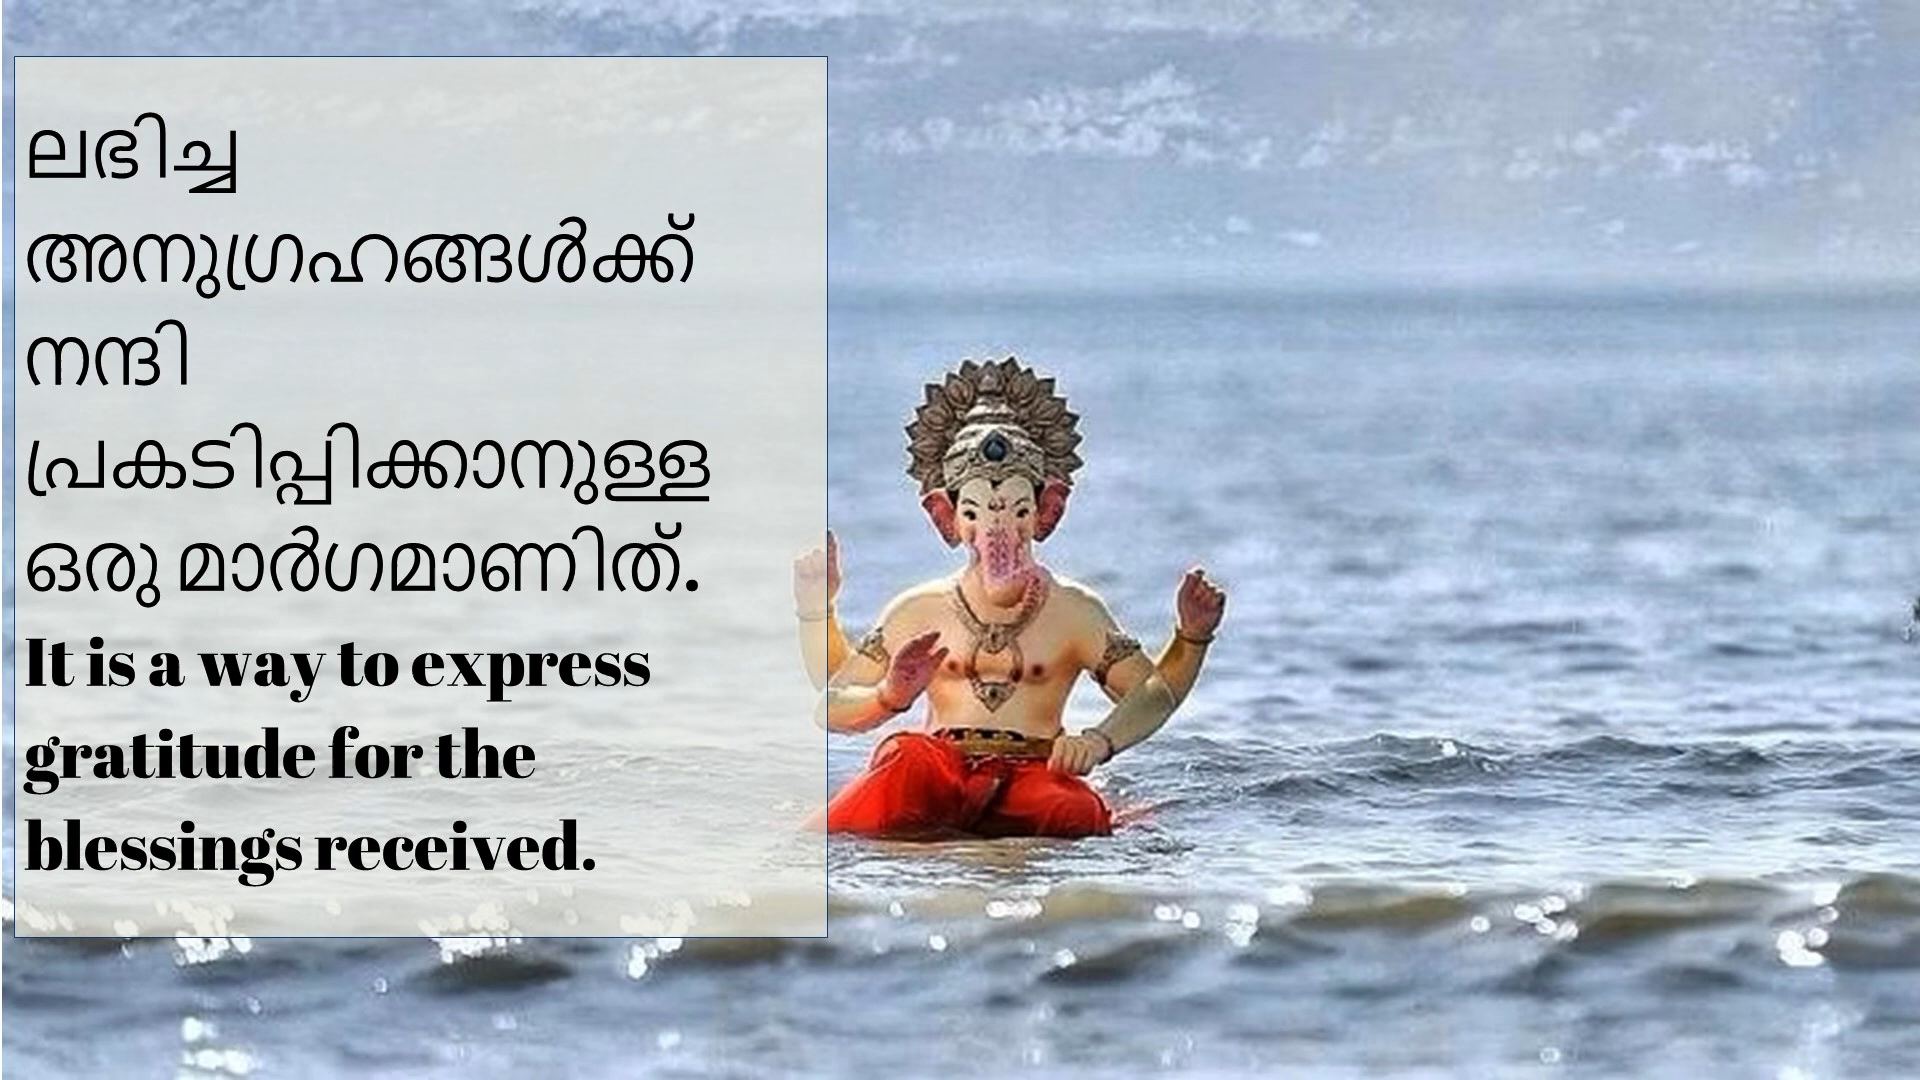 ലഭിച്ച
അനുഗ്രഹങ്ങൾക്ക്
നന്ദി
പ്രകടിപ്പിക്കാനുള്ള
ഒരു മാർഗമാണിത്.
It is a way to express
gratitude for the
blessings received.